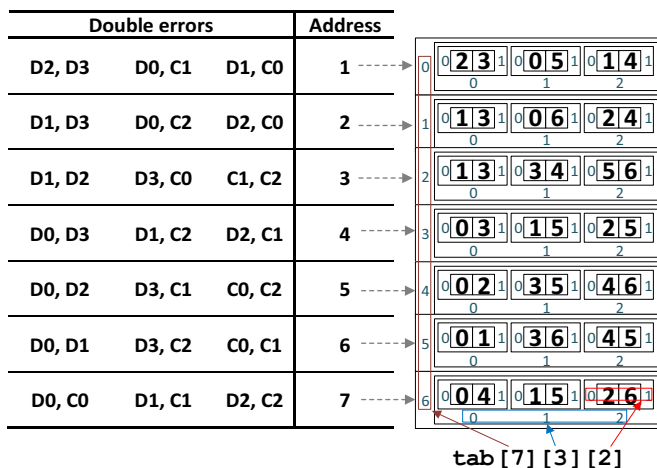 Double errors Address
D2, D3 D0, C1 D1, C0 1 0 0 2 3 1 0 0 5 1 0 1 4 1
0 1 2
D1, D3 D0, C2 D2, C0 2 1 0 1 3 1 0 0 6 1 0 2 4 1
0 1 2
D1, D2 D3, C0 C1, C2 3 2 0 1 3 1 0 3 4 1 0 5 6 1
0 1 2
D0, D3 D1, C2 D2, C1 4 3 0 0 3 1 0 1 5 1 0 2 5 1
0 1 2
D0, D2 D3, C1 C0, C2 5 4 0 0 2 1 0 3 5 1 0 4 6 1
0 1 2
D0, D1 D3, C2 C0, C1 6 5 0 0 1 1 0 3 6 1 0 4 5 1
0 1 2
D0, C0 D1, C1 D2, C2 7 6 0 0 4 1 0 1 5 1 0 2 6 1
0 1 2
tab[7][3][2]